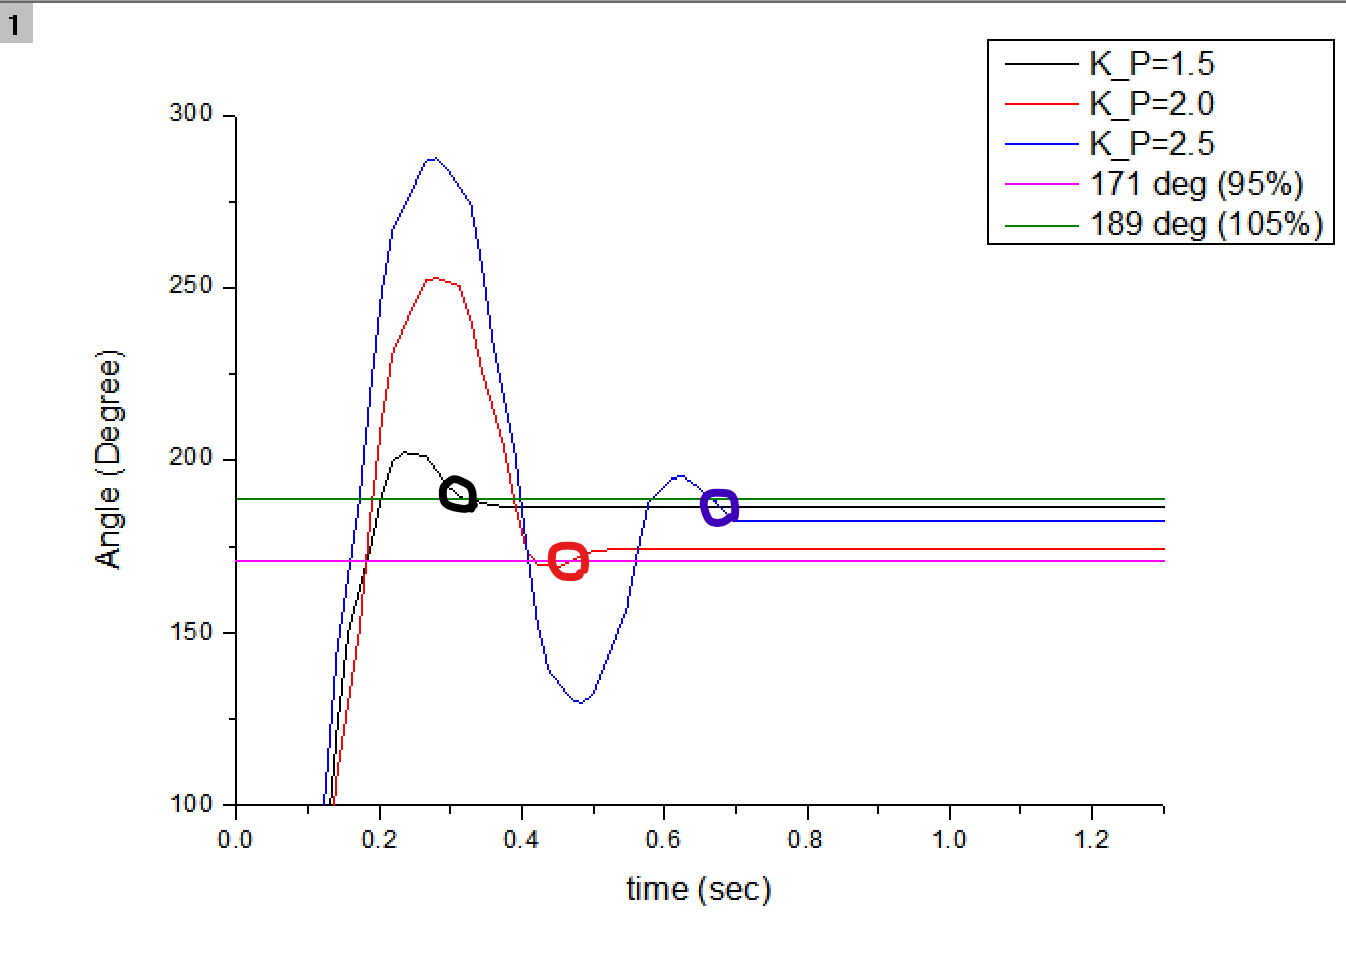 1
K_P=1.5
K_P=2.0
K_P=2.5
171 deg (95%)
189 deg (105%)
300
250
200
150
100
Angle (Degree)
0.0 0.2 0.4 0.6 0.8 1.0 1.2
time (sec)